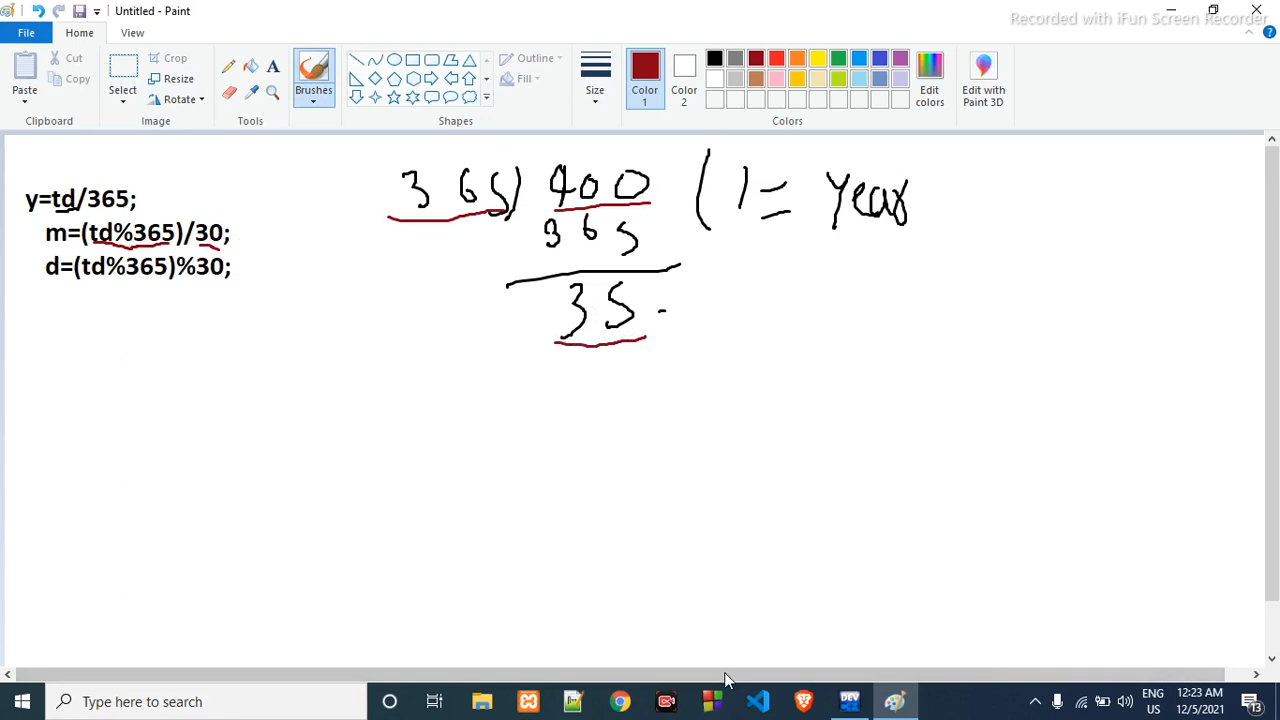 Untitled - Paint
Recorded with iFun Screen Recorder
File Home View
Paste
Cut
Copy
Clipboard
Select
Crop
Resize
Rotate
Image
A
Tools
Brushes
Outline
Fill
Shapes
Size
Color 1
Color 2
Edit colors
Colors
Edit with Paint 3D
y=td/365;
m=(td%365)/30;
d=(td%365)%30;
365)400(1= Year
365
35
Type here to search
DEV
ENG
US
12:23 AM
12/5/2021
13